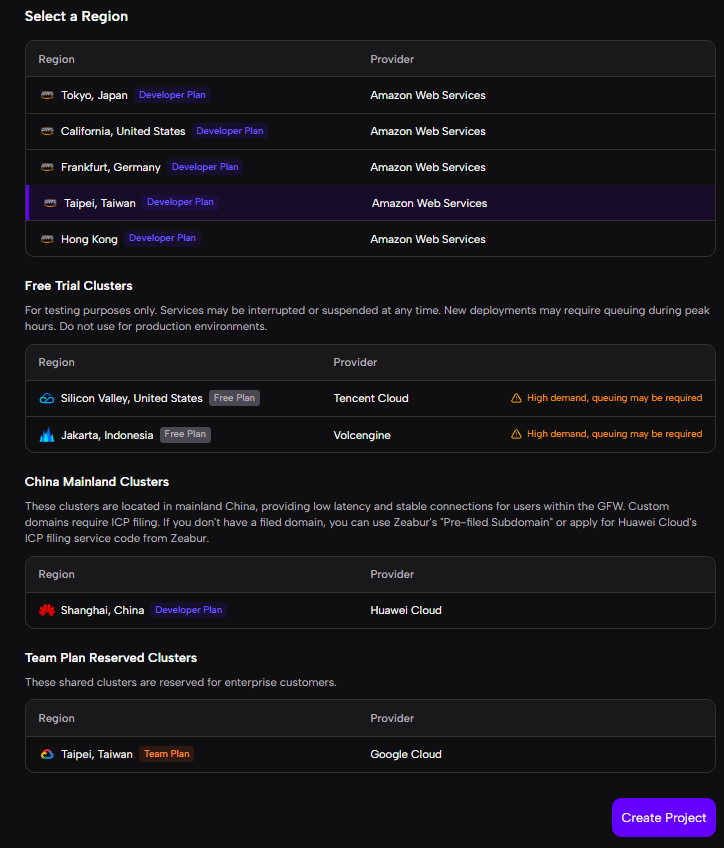 Select a Region
Region Provider
Tokyo, Japan Developer Plan Amazon Web Services
California, United States Developer Plan Amazon Web Services
Frankfurt, Germany Developer Plan Amazon Web Services
Taipei, Taiwan Developer Plan Amazon Web Services
Hong Kong Developer Plan Amazon Web Services
Free Trial Clusters
For testing purposes only. Services may be interrupted or suspended at any time. New deployments may require queuing during peak
hours. Do not use for production environments.
Region Provider
Silicon Valley, United States Free Plan Tencent Cloud High demand, queuing may be required
Jakarta, Indonesia Free Plan Volcengine High demand, queuing may be required
China Mainland Clusters
These clusters are located in mainland China, providing low latency and stable connections for users within the GFW. Custom
domains require ICP filing. If you don't have a filed domain, you can use Zeabur's "Pre-filed Subdomain" or apply for Huawei Cloud's
ICP filing service code from Zeabur.
Region Provider
Shanghai, China Developer Plan Huawei Cloud
Team Plan Reserved Clusters
These shared clusters are reserved for enterprise customers.
Region Provider
Taipei, Taiwan Team Plan Google Cloud
Create Project